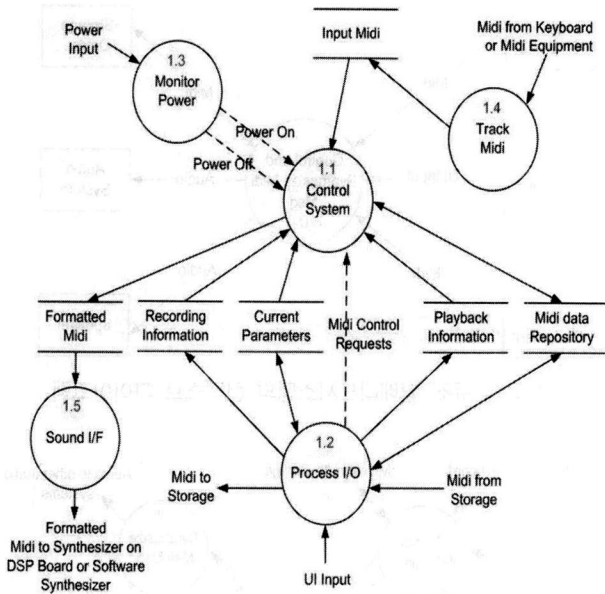 Power
Input
1.3
Monitor
Power
Input Midi
Midi from Keyboard
or Midi Equipment
1.4
Track
Midi
Power On
Power Off
1.1
Control
System
Formatted
Midi
Recording
Information
Current
Parameters
Midi Control
Requests
Playback
Information
Midi data
Repository
1.5
Sound I/F
1.2
Process I/O
Midi to
Storage
Midi from
Storage
Formatted
Midi to Synthesizer on
DSP Board or Software
Synthesizer
UI Input